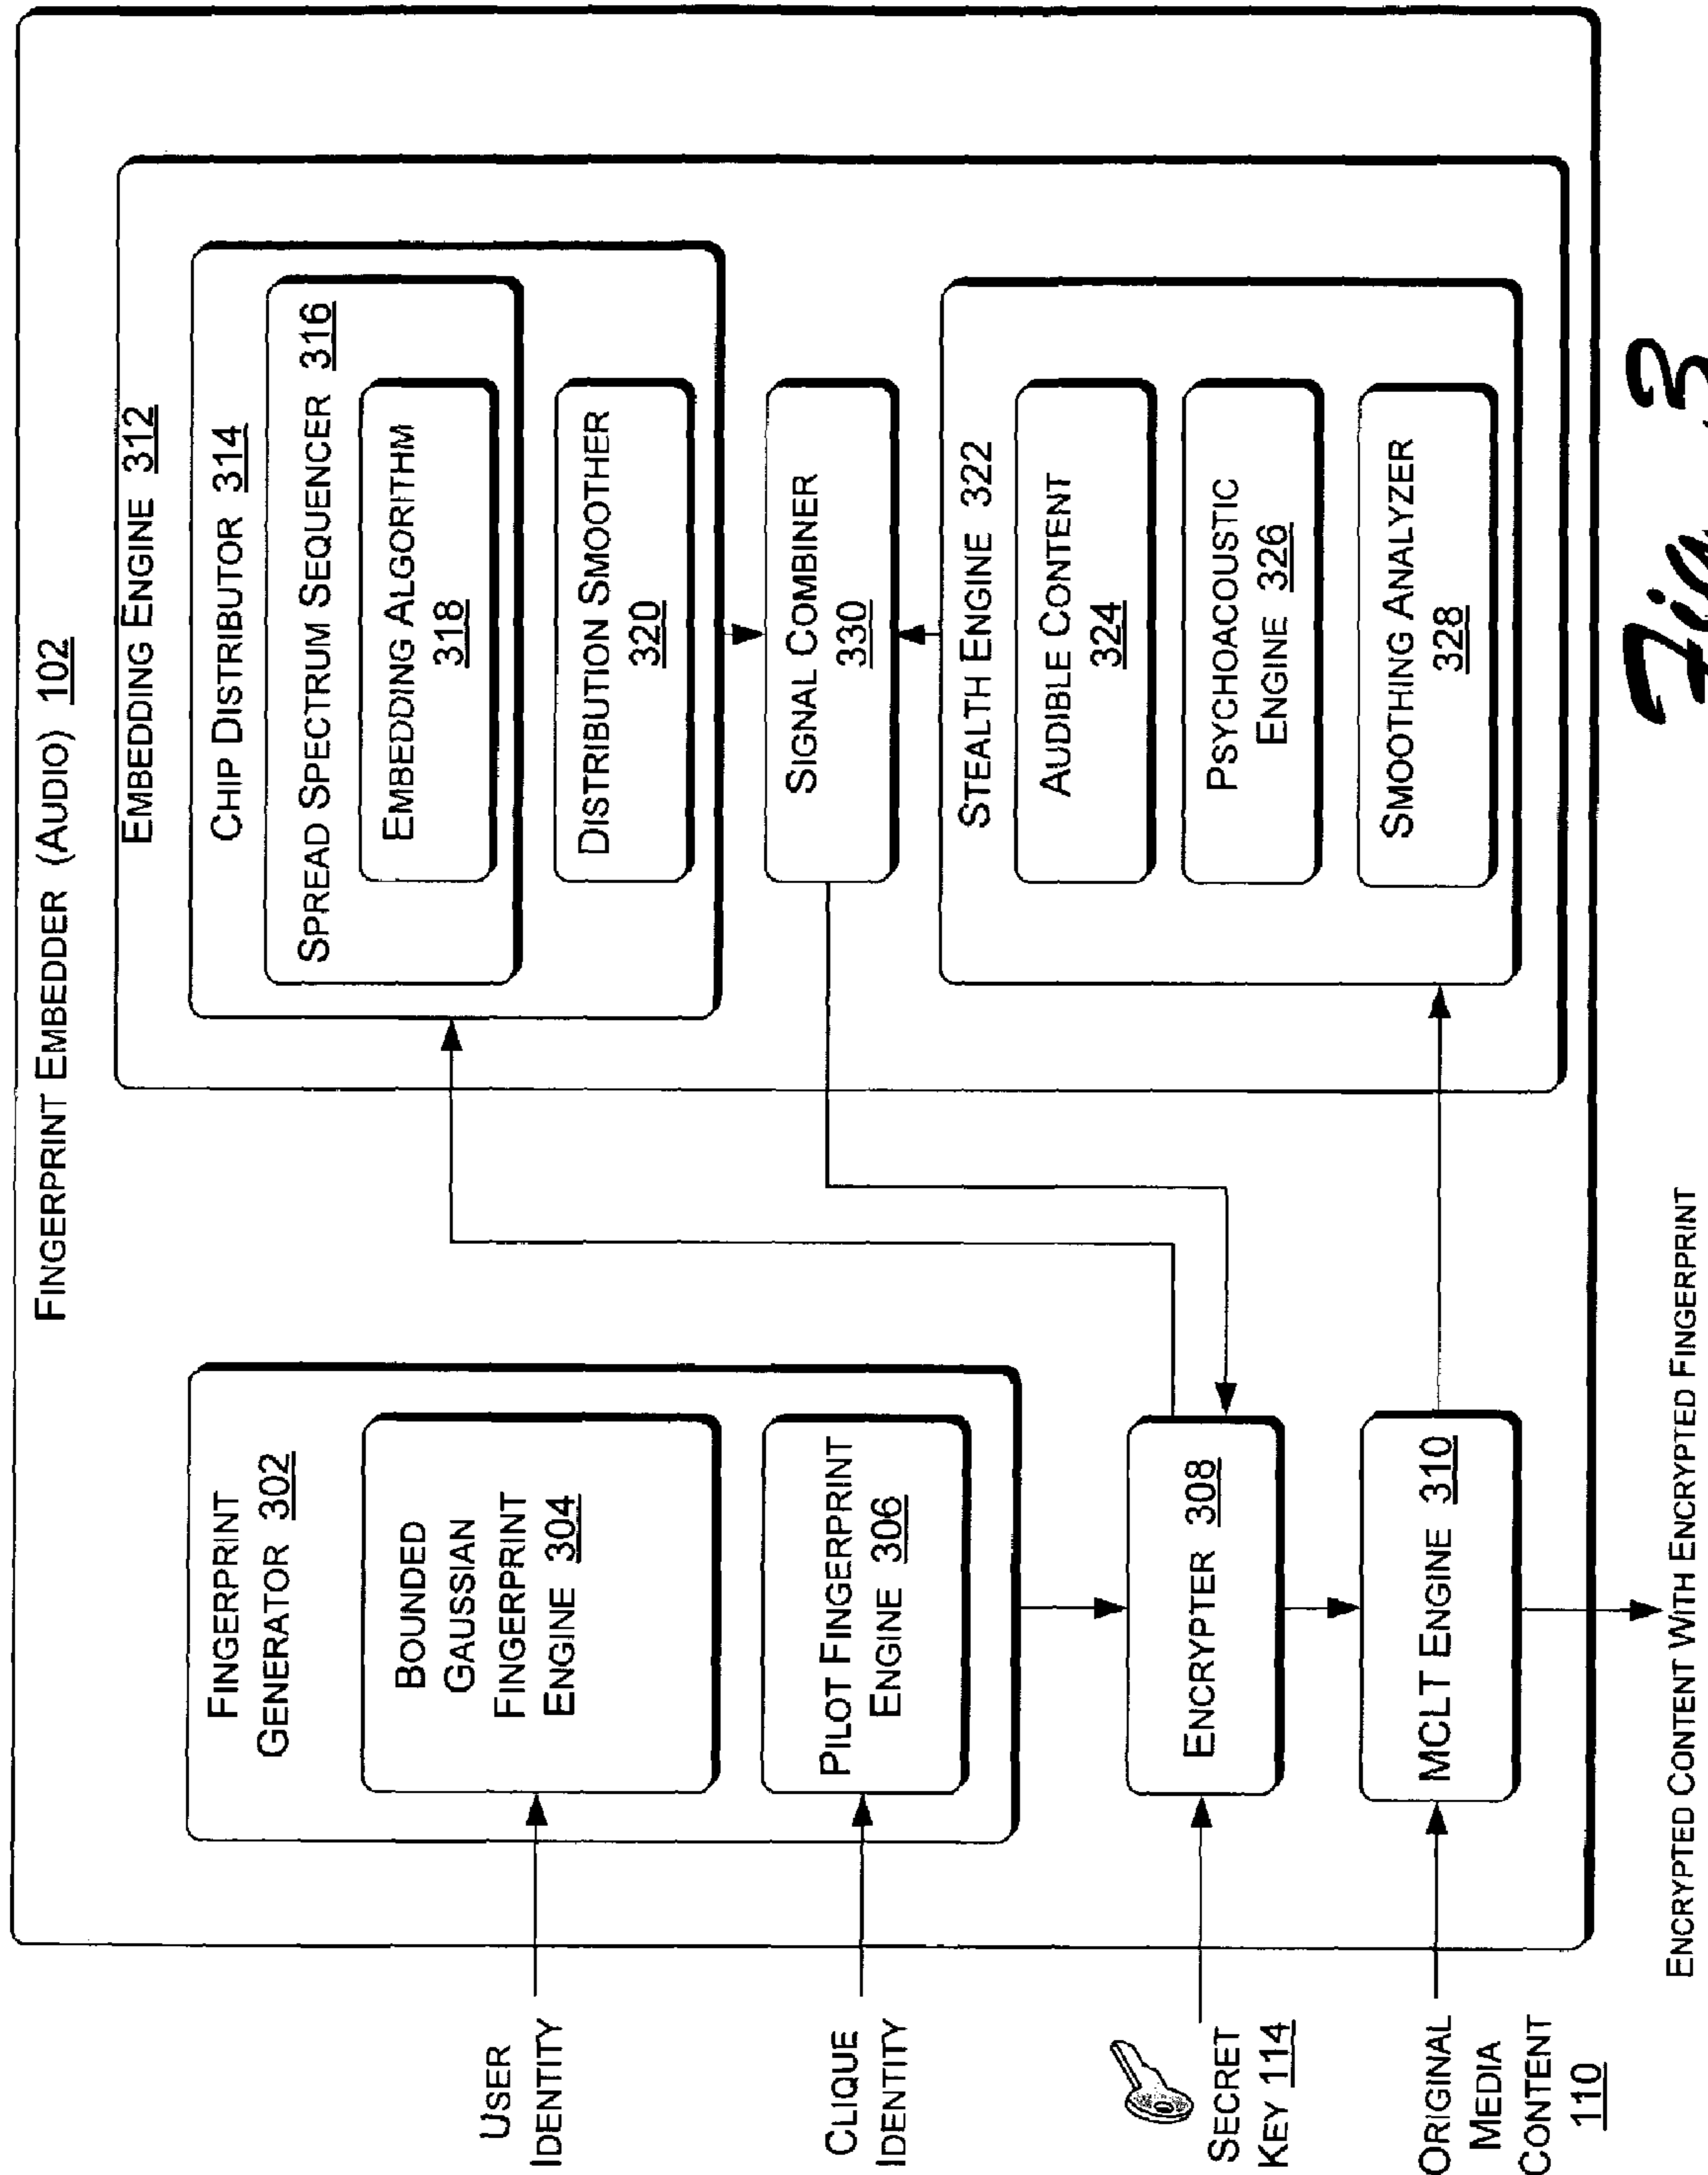 FINGERPRINT EMBEDDER (AUDIO) 102
FINGERPRINT
GENERATOR 302
BOUNDED
GAUSSIAN
FINGERPRINT
ENGINE 304
PILOT FINGERPRINT
ENGINE 306
ENCRYPTER 308
MCLT ENGINE 310
EMBEDDING ENGINE 312
CHIP DISTRIBUTOR 314
SPREAD SPECTRUM SEQUENCER 316
EMBEDDING ALGORITHM
318
DISTRIBUTION SMOOTHER
320
SIGNAL COMBINER
330
STEALTH ENGINE 322
AUDIBLE CONTENT
324
PSYCHOACOUSTIC
ENGINE 326
SMOOTHING ANALYZER
328
USER
IDENTITY
CLIQUE
IDENTITY
SECRET
KEY 114
ORIGINAL
MEDIA
CONTENT
110
ENCRYPTED CONTENT WITH ENCRYPTED FINGERPRINT
Fig. 3